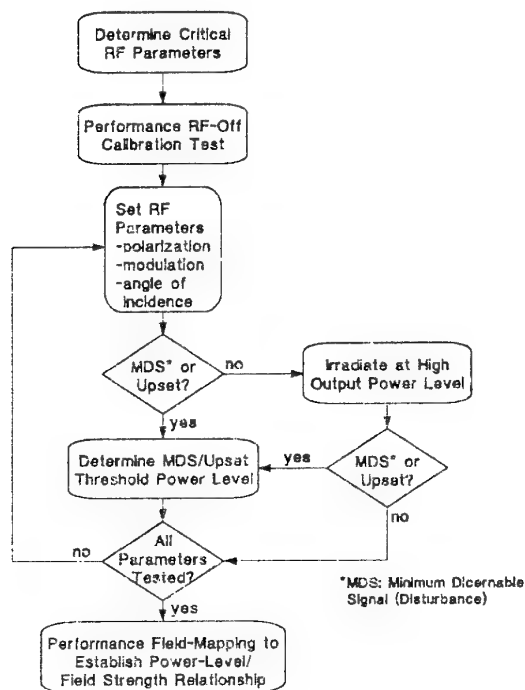 Determine Critical
RF Parameters
Performance RF-Off
Calibration Test
Set RF
Parameters
-polarization
-modulation
-angle of
incidence
MDS* or
Upset?
no
Irradiate at High
Output Power Level
yes
Determine MDS/Upsat
Threshold Power Level
yes
MDS* or
Upset?
no
no
All
Parameters
Tested?
*MDS: Minimum Dicernable
Signal (Disturbance)
yes
Performance Field-Mapping to
Establish Power-Level/
Field Strength Relationship